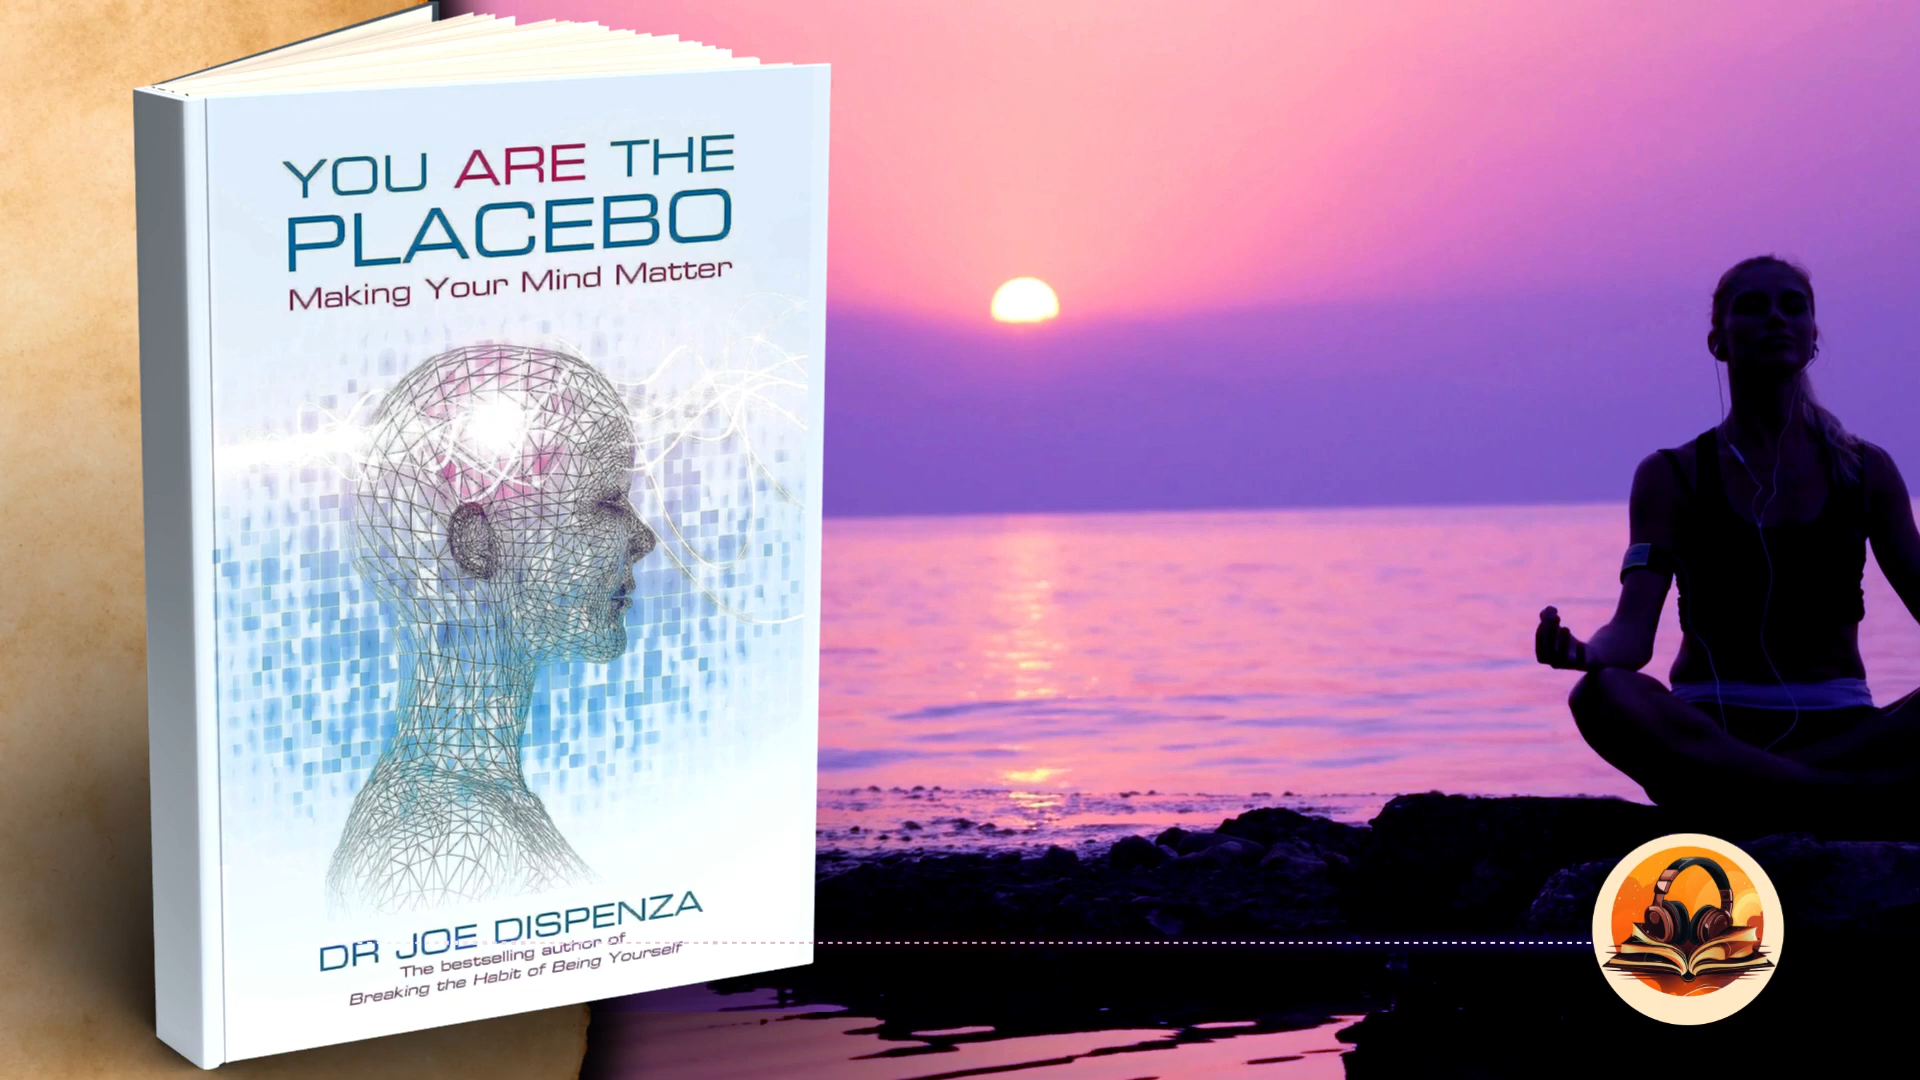 YOU ARE THE
PLACEBO
Making Your Mind Matter
DR JOE DISPENZA
The bestselling author of
Breaking the Habit of Being Yourself